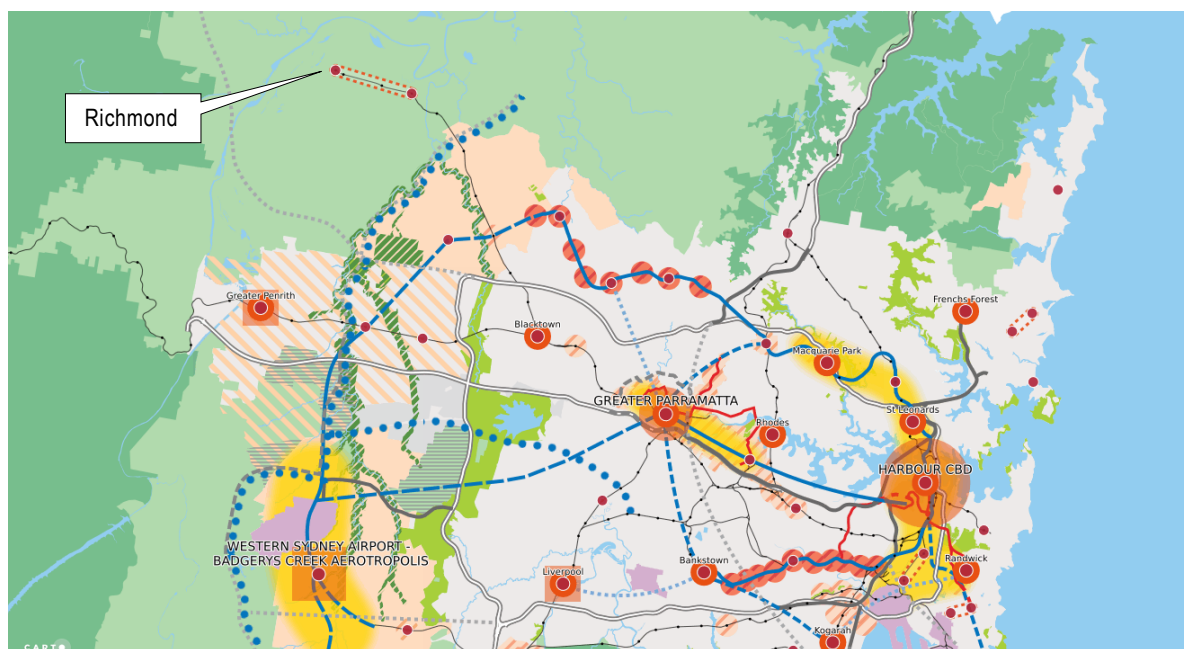 Richmond
Greater Penrith
Blacktown
Frenchs Forest
Macquarie Park
GREATER PARRAMATTA
St Leonards
Rhodes
HARBOUR CBD
WESTERN SYDNEY AIRPORT -
BADGERYS CREEK AEROTROPOLIS
Liverpool
Bankstown
Randwick
Kogarah